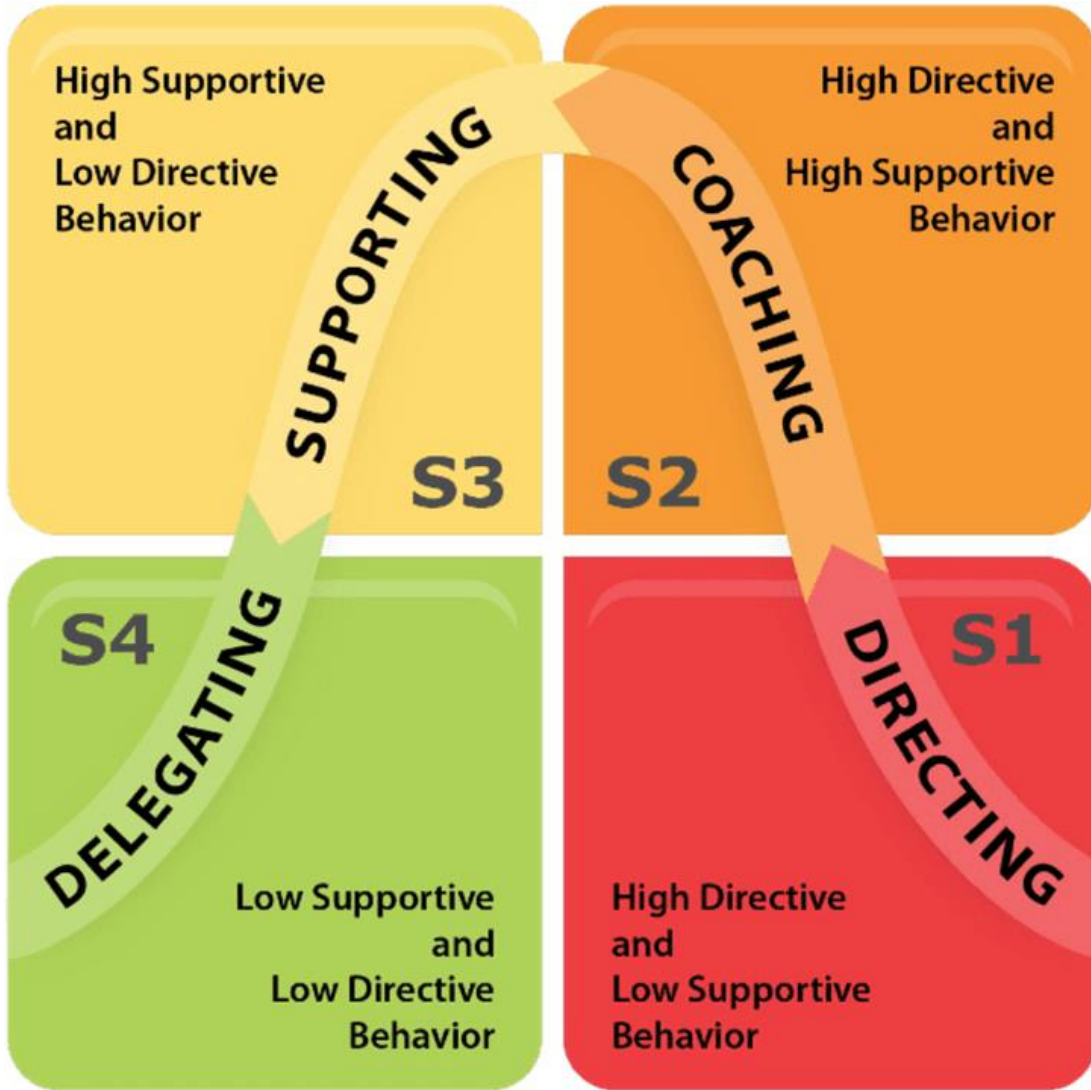 High Supportive
and
Low Directive
Behavior
SUPPORTING
S3
High Directive
and
High Supportive
Behavior
COACHING
S2
S4
DELEGATING
Low Supportive
and
Low Directive
Behavior
S1
DIRECTING
High Directive
and
Low Supportive
Behavior